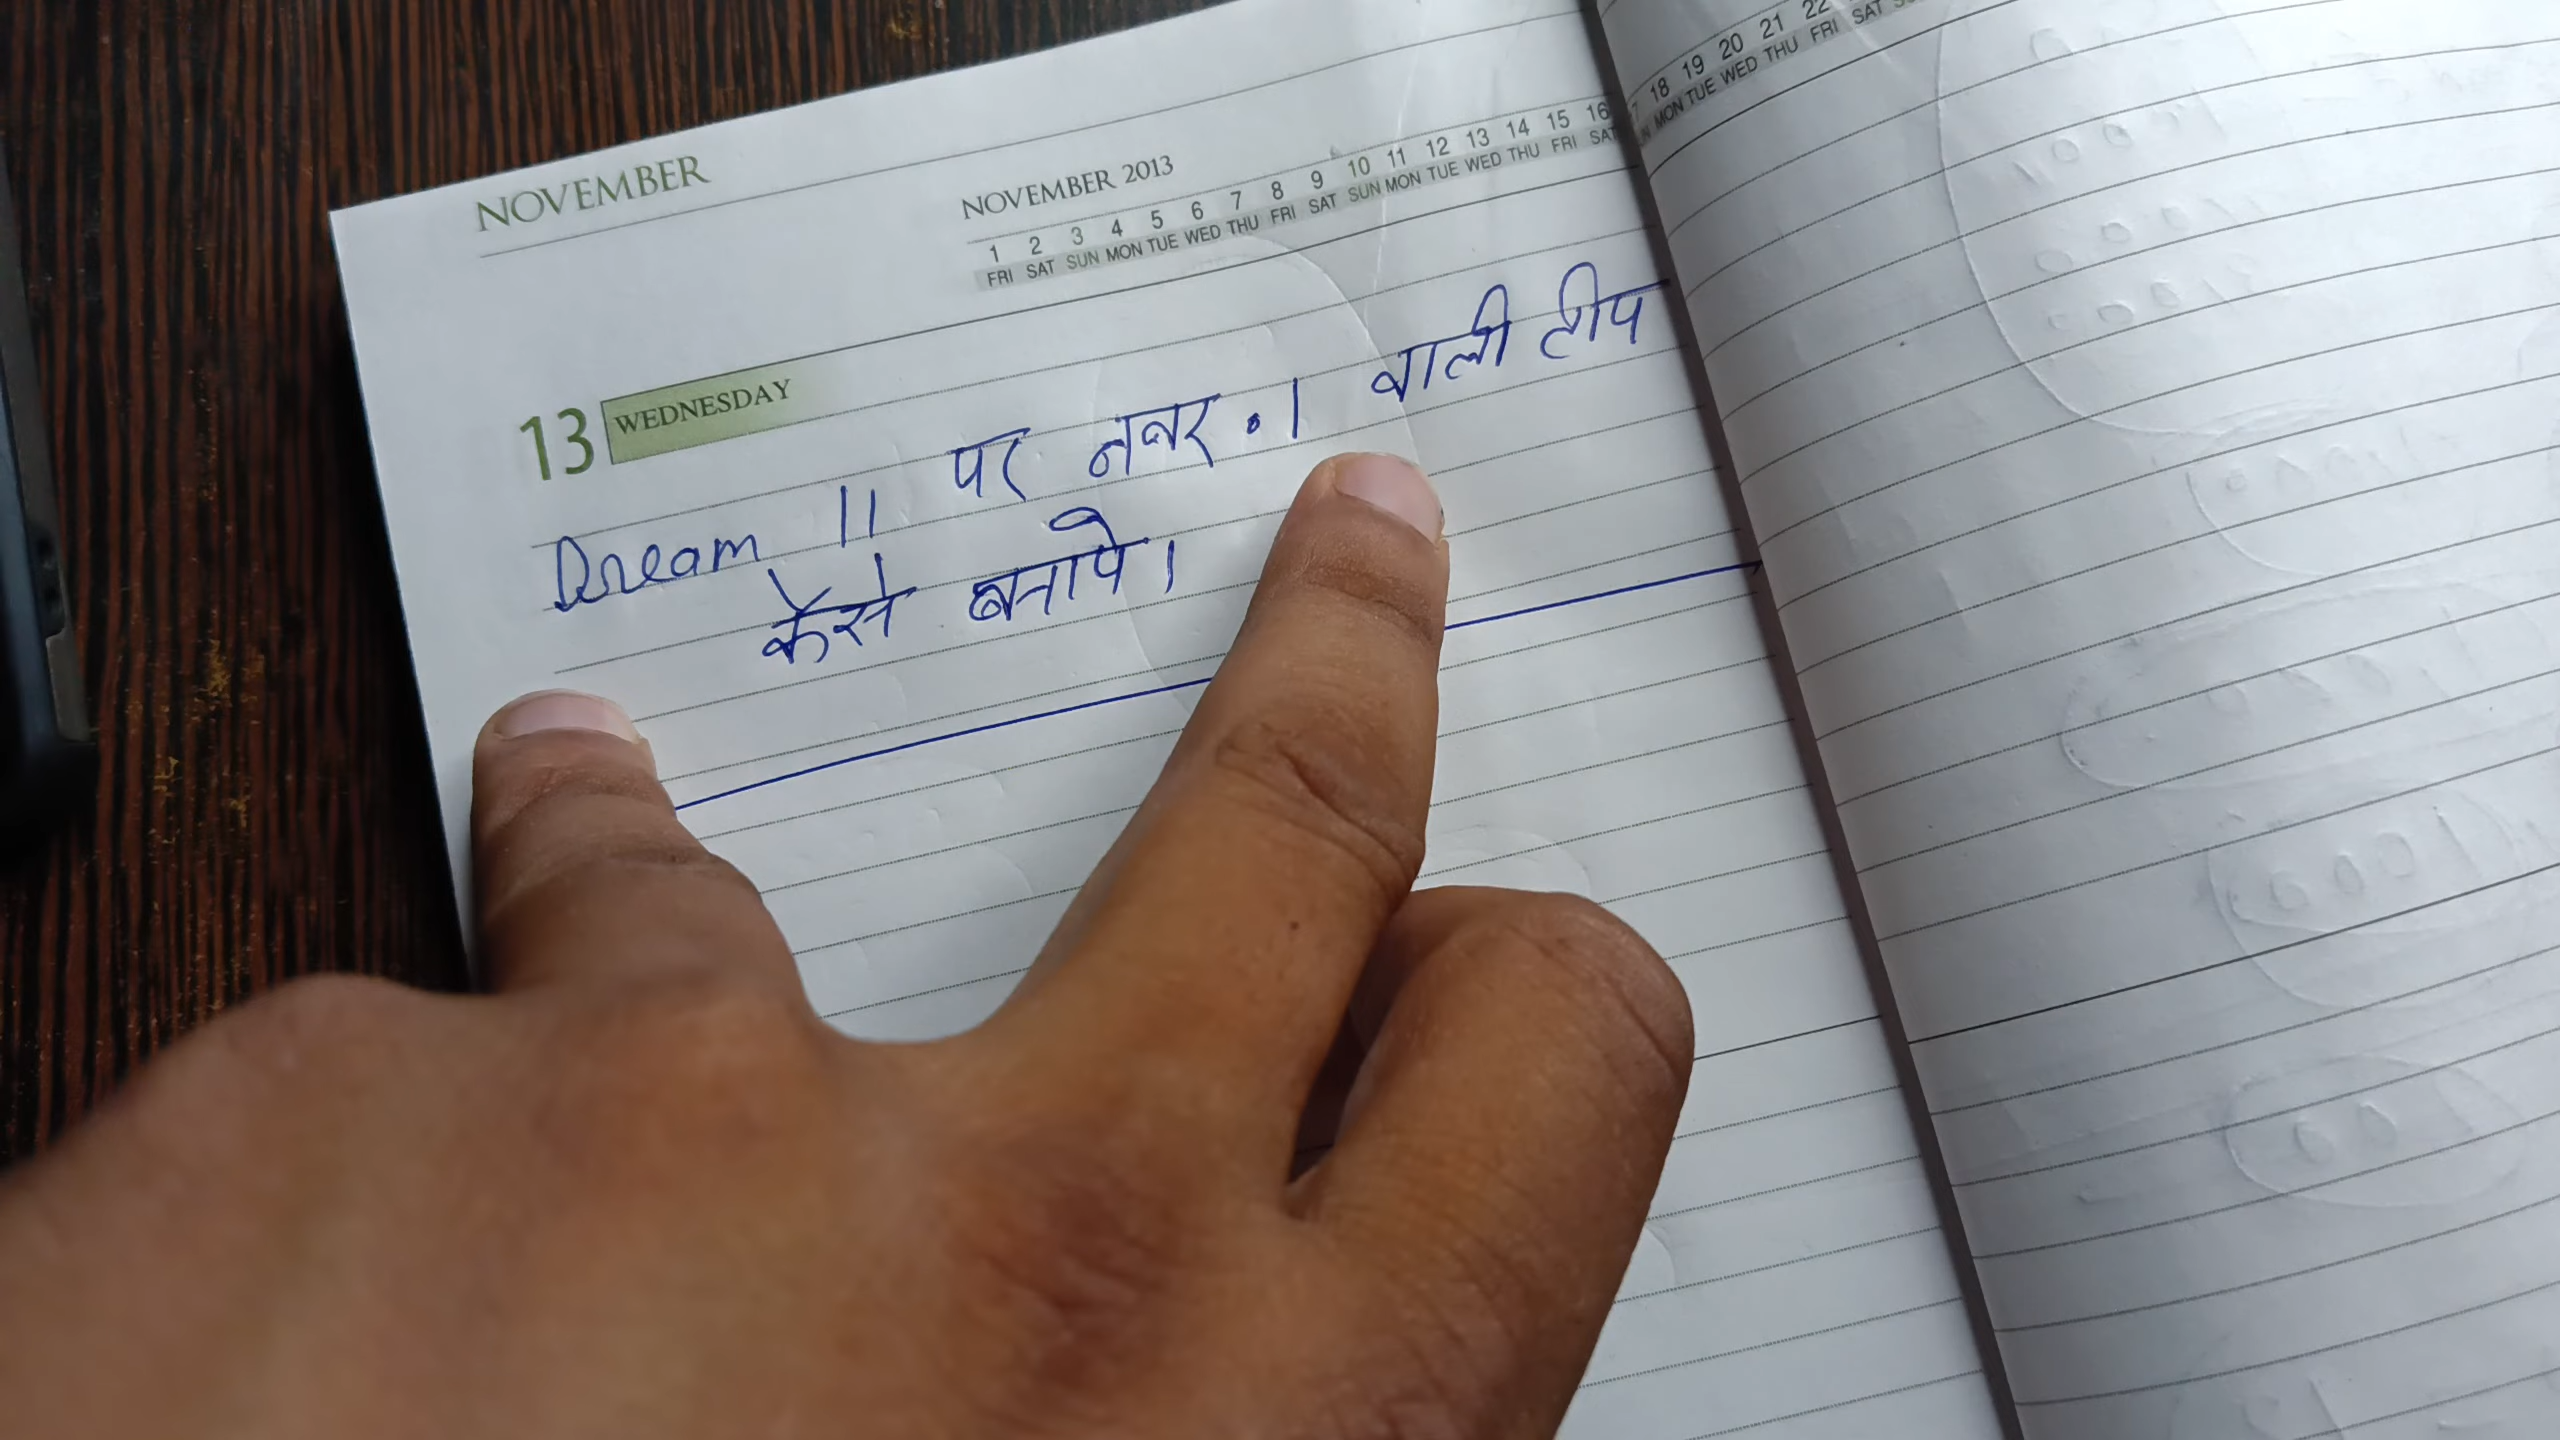 NOVEMBER
NOVEMBER 2013
1 2 3 4 5 6 7 8 9 10 11 12 13 14 15 16
FRI SAT SUN MON TUE WED THU FRI SAT SUN MON TUE WED THU FRI SAT
18 19 20 21 22
MON TUE WED THU FRI SAT
13 WEDNESDAY
Dream 11 पर नबर . 1 वाली टीप
कैसे बनाये।